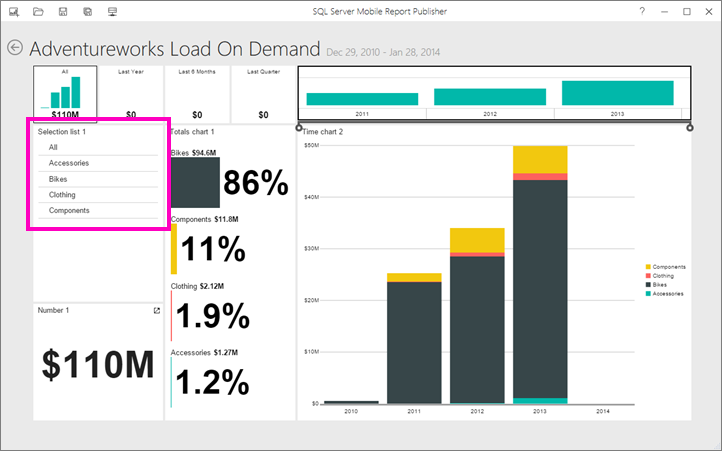 SQL Server Mobile Report Publisher
?
Adventureworks Load On Demand Dec 29, 2010 - Jan 28, 2014
All
$110M
Last Year
$0
Last 6 Months
$0
Last Quarter
$0
2011
2012
2013
Selection list 1
All
Accessories
Bikes
Clothing
Components
Number 1
$110M
Totals chart 1
Bikes $94.6M
86%
Components $11.8M
11%
Clothing $2.12M
1.9%
Accessories $1.27M
1.2%
Time chart 2
$50M
$40M
$30M
$20M
$10M
$0
2010
2011
2012
2013
2014
Components
Clothing
Bikes
Accessories